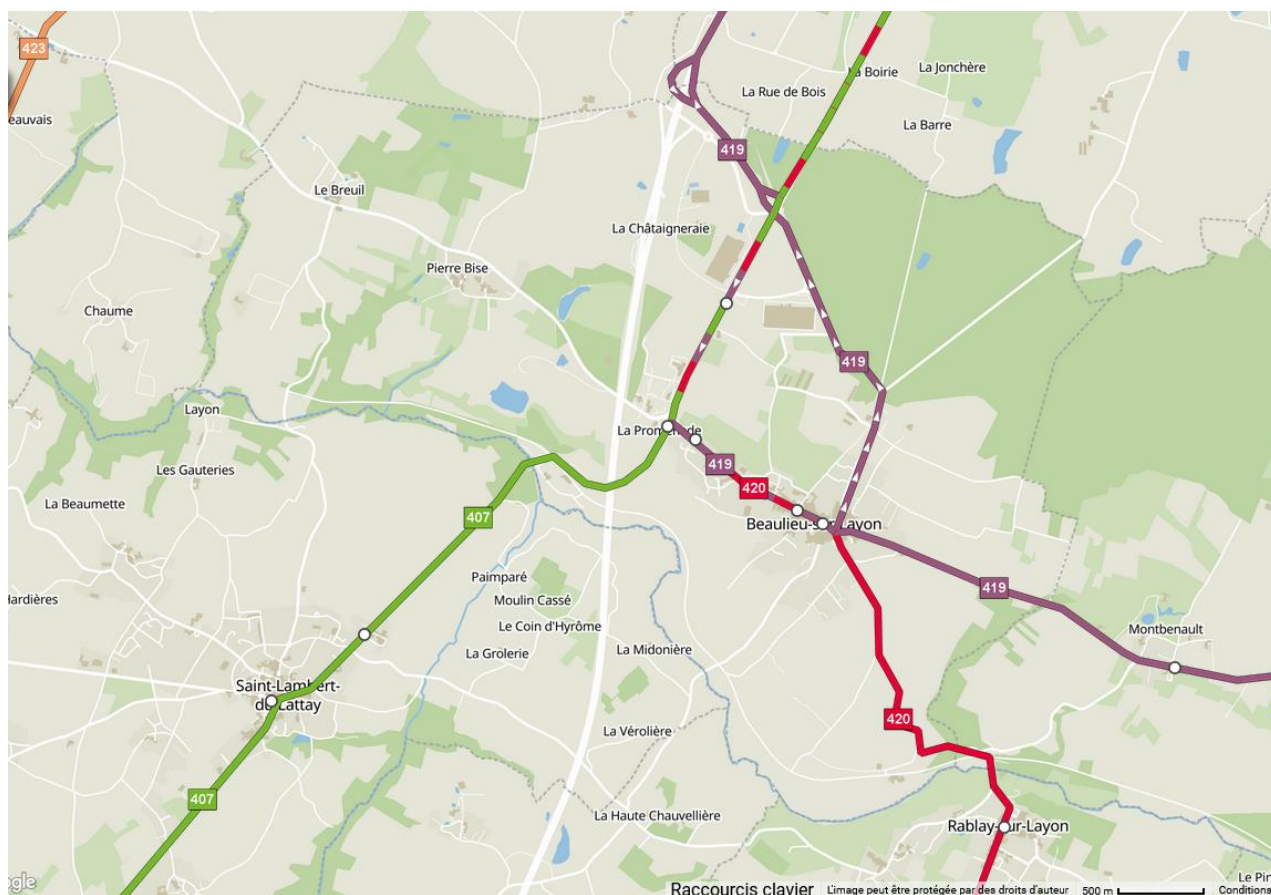 423
eauvais
La Boirie
La Jonchère
La Rue de Bois
La Barre
419
Le Breuil
La Châtaigneraie
Pierre Bise
Chaume
419
Layon
La Promenade
Les Gauteries
419
420
La Beaumette
407
Beaulieu-sur-Layon
Paimparé
419
Hardières
Moulin Cassé
Le Coin d'Hyrôme
Montbenault
La Grolerie
La Midonière
Saint-Lambert-
du-Lattay
420
La Vérolière
407
La Haute Chauvellière
Rablay-sur-Layon
Le Pin
ogle
Raccourcis clavier
L'image peut être protégée par des droits d'auteur
500 m
Conditions